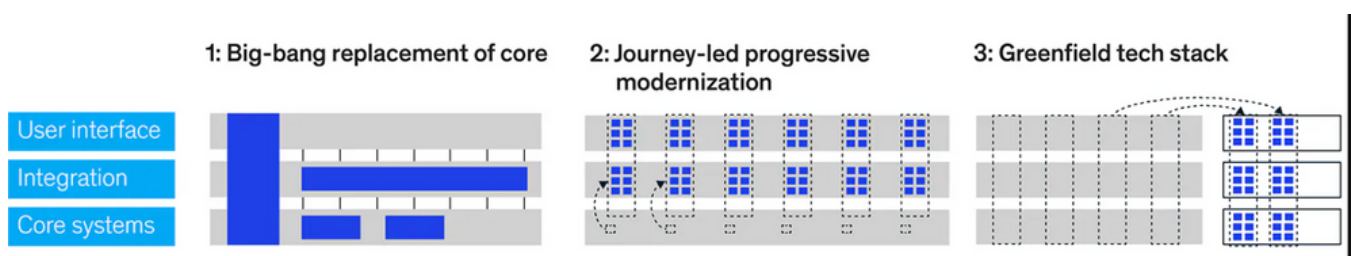 1: Big-bang replacement of core
2: Journey-led progressive
modernization
3: Greenfield tech stack
User interface
Integration
Core systems